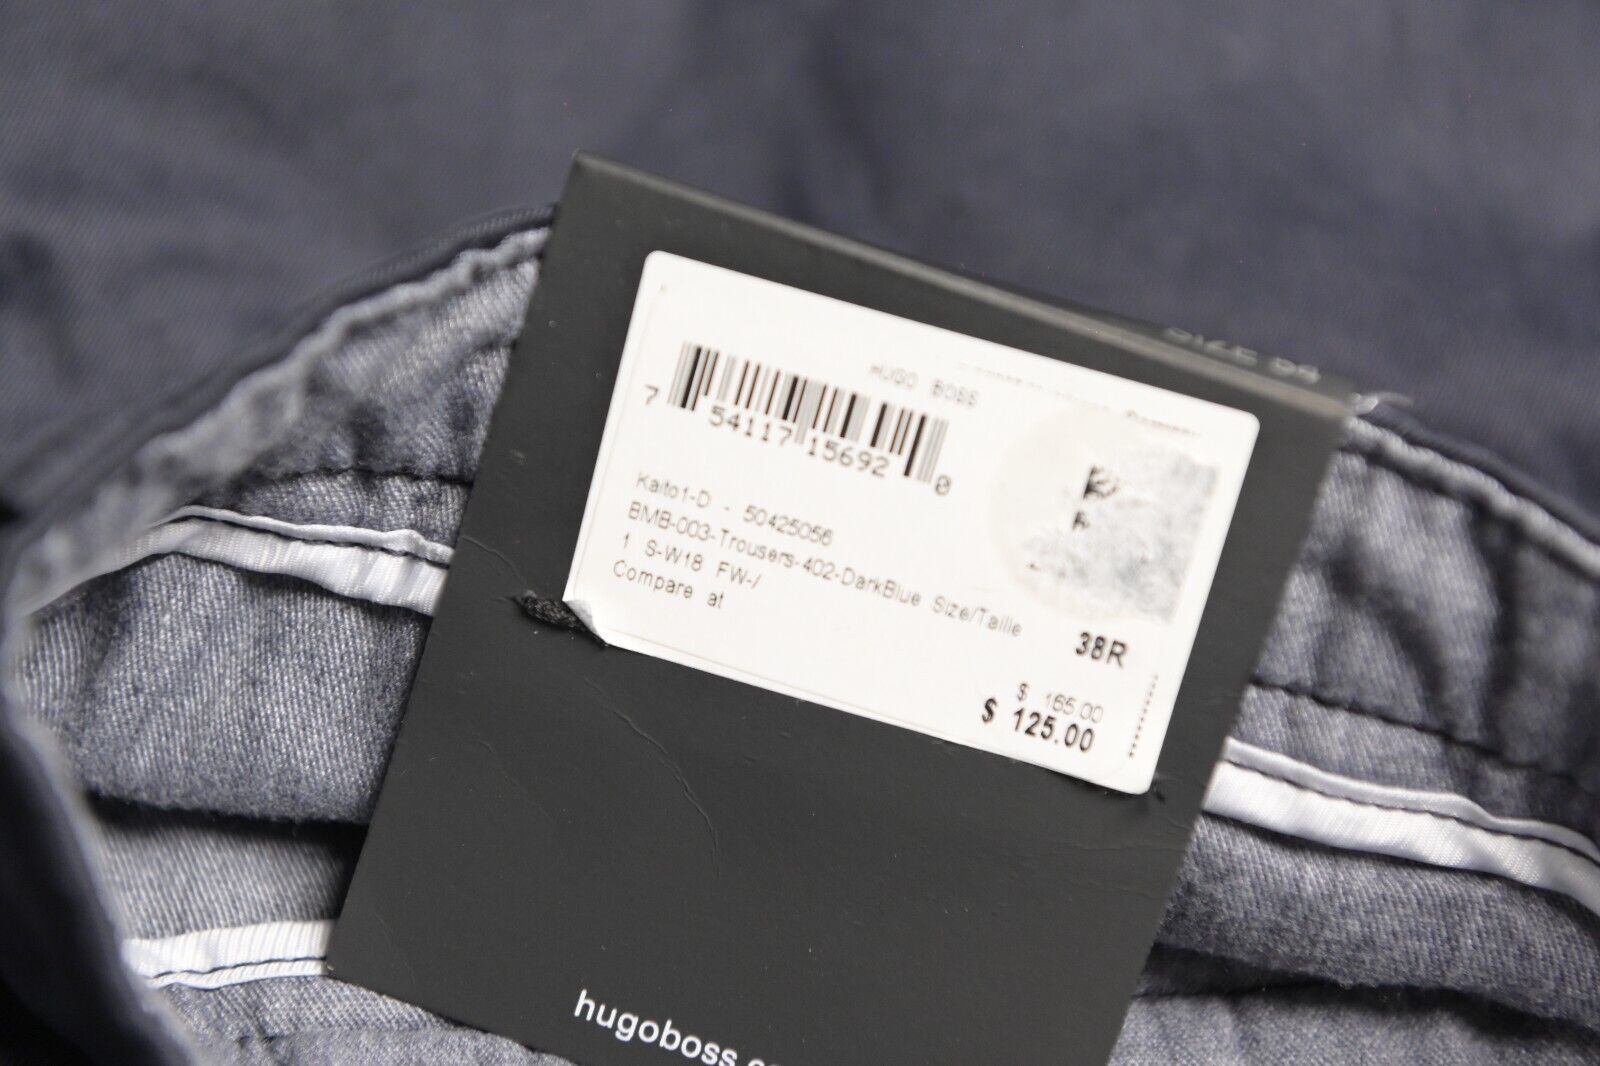 HUGO BOSS
7 54117 15692 0
Kaito1-D - 50425056
BMB-003-Trousers-402-DarkBlue Size/Taille
1 S-W18 FW-/
38R
Compare at
$ 165.00
$ 125.00
hugoboss.c